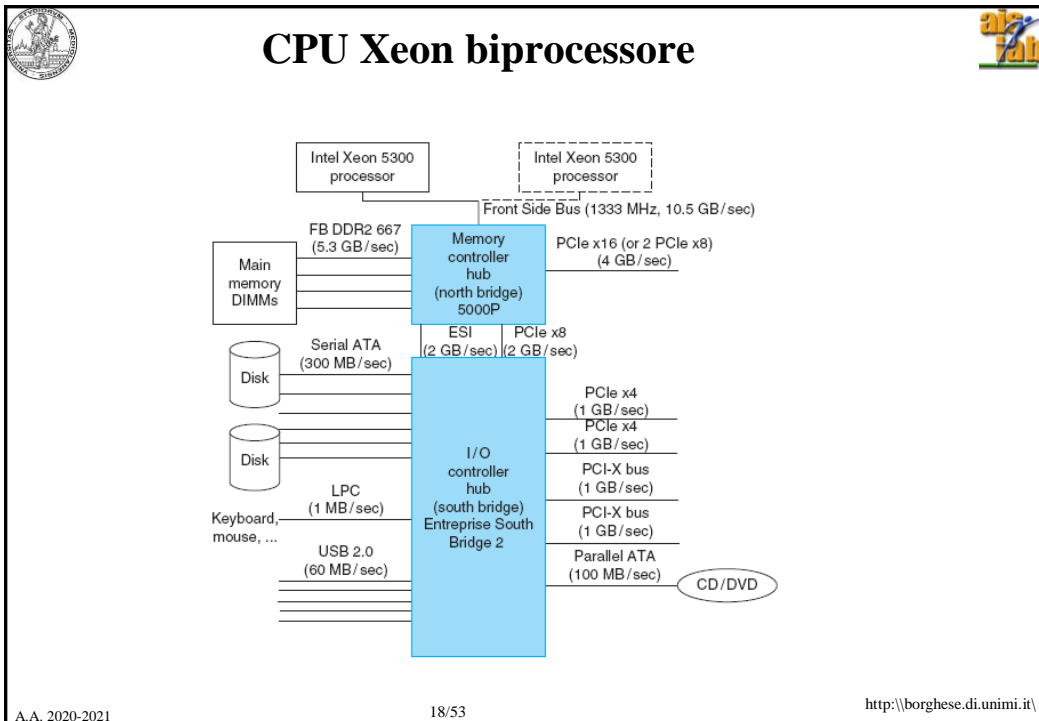 CPU Xeon biprocessore
Intel Xeon 5300
processor
Intel Xeon 5300
processor
Front Side Bus (1333 MHz, 10.5 GB/sec)
FB DDR2 667
(5.3 GB/sec)
Main
memory
DIMMs
Memory
controller
hub
(north bridge)
5000P
PCIe x16 (or 2 PCIe x8)
(4 GB/sec)
ESI
(2 GB/sec)
PCIe x8
(2 GB/sec)
Serial ATA
(300 MB/sec)
Disk
Disk
LPC
(1 MB/sec)
Keyboard,
mouse, ...
USB 2.0
(60 MB/sec)
I/O
controller
hub
(south bridge)
Entreprise South
Bridge 2
PCIe x4
(1 GB/sec)
PCIe x4
(1 GB/sec)
PCI-X bus
(1 GB/sec)
PCI-X bus
(1 GB/sec)
Parallel ATA
(100 MB/sec)
CD/DVD
A.A. 2020-2021
18/53
http:\\borghese.di.unimi.it\